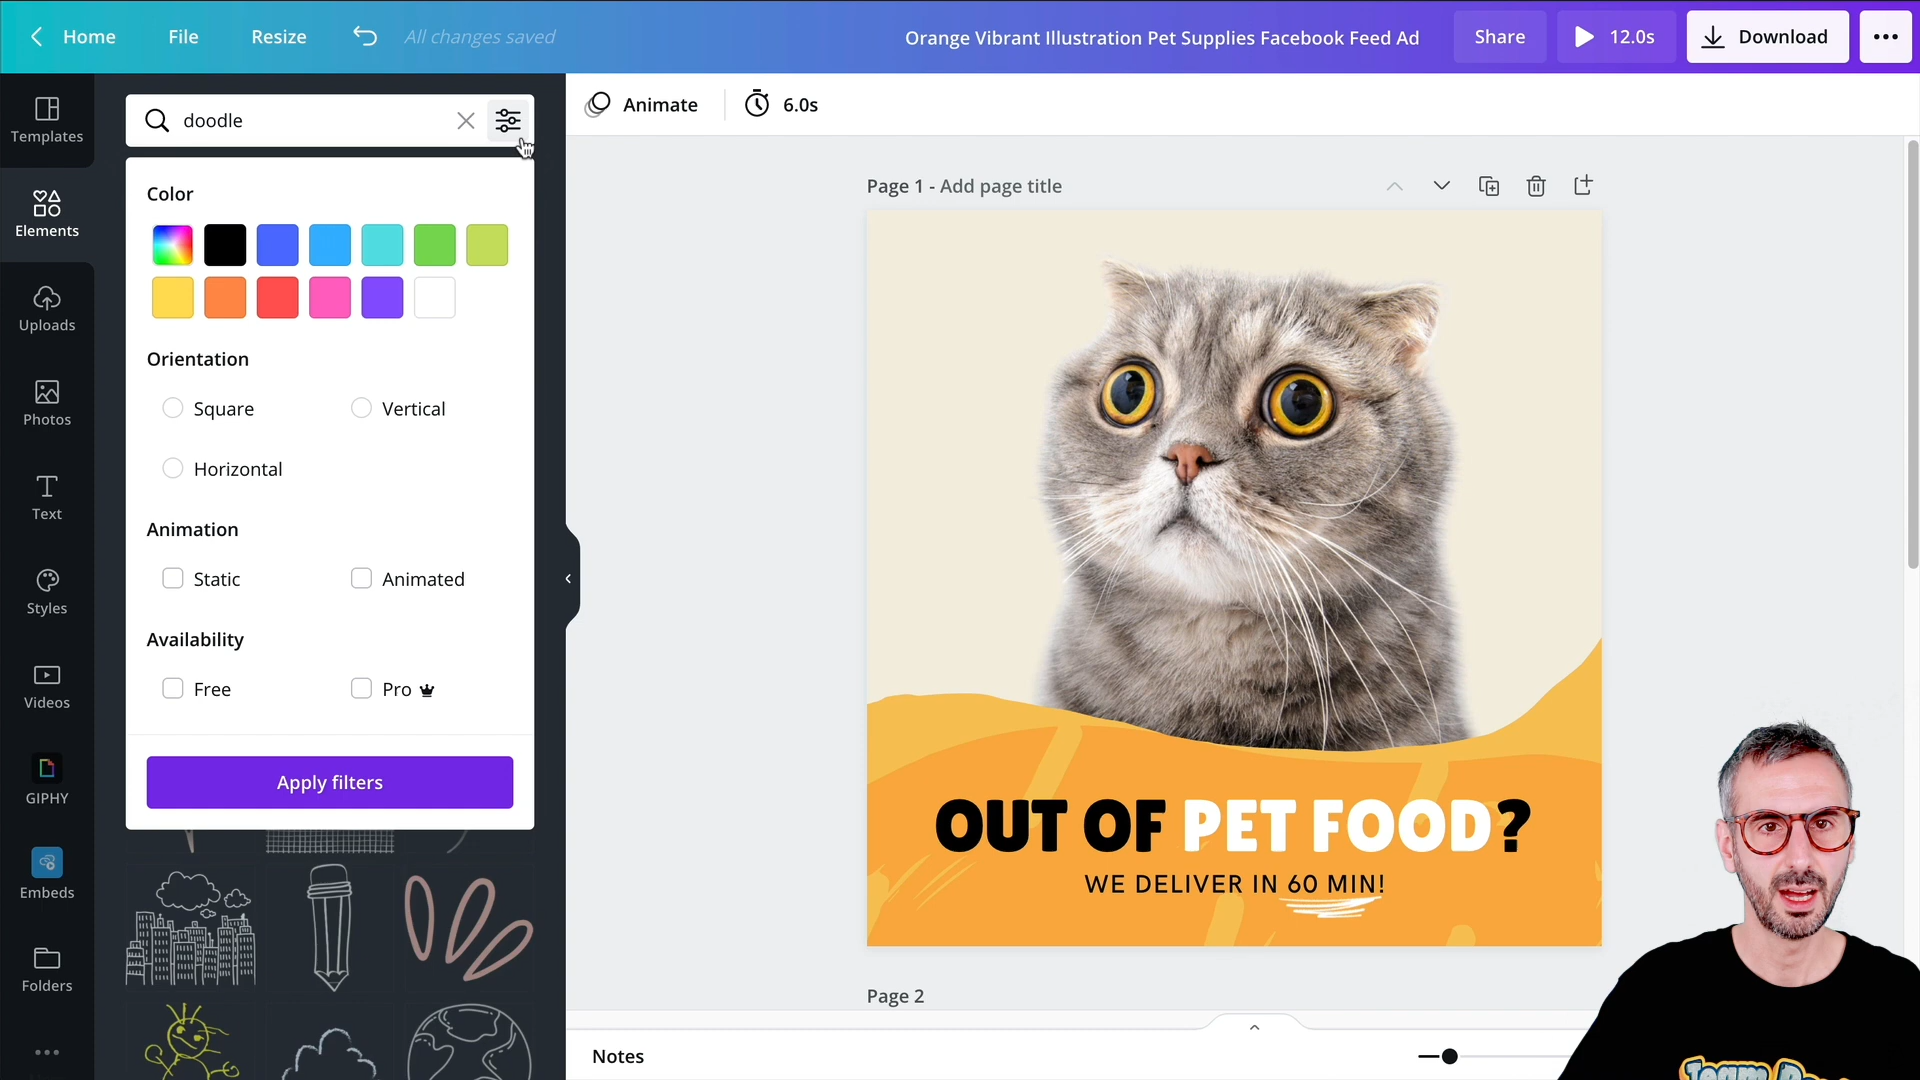 Home
File
Resize
All changes saved
Orange Vibrant Illustration Pet Supplies Facebook Feed Ad
Share
12.0s
Download
Templates
Elements
Uploads
Photos
Text
Styles
Videos
GIPHY
Embeds
Folders
doodle
Color
Orientation
Square
Vertical
Horizontal
Animation
Static
Animated
Availability
Free
Pro
Apply filters
Animate
6.0s
Page 1 - Add page title
OUT OF PET FOOD?
WE DELIVER IN 60 MIN!
Page 2
Notes
Team